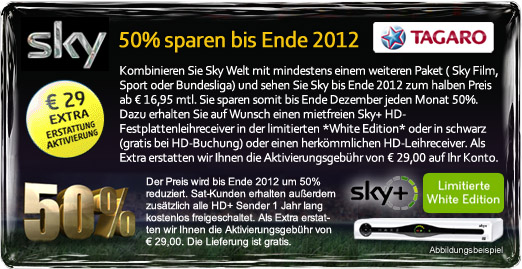 sky
50% sparen bis Ende 2012
TAGARO
Kombinieren Sie Sky Welt mit mindestens einem weiteren Paket ( Sky Film,
Sport oder Bundesliga) und sehen Sie Sky bis Ende 2012 zum halben Preis
ab € 16,95 mtl. Sie sparen somit bis Ende Dezember jeden Monat 50%.
Dazu erhalten Sie auf Wunsch einen mietfreien Sky+ HD-
Festplattenleihreceiver in der limitierten *White Edition* oder in schwarz
(gratis bei HD-Buchung) oder einen herkömmlichen HD-Leihreceiver. Als
Extra erstatten wir Ihnen die Aktivierungsgebühr von € 29,00 auf Ihr Konto.
€ 29
EXTRA
ERSTATTUNG
AKTIVIERUNG
50%
Der Preis wird bis Ende 2012 um 50%
reduziert. Sat-Kunden erhalten außerdem
zusätzlich alle HD+ Sender 1 Jahr lang
kostenlos freigeschaltet. Als Extra erstat-
ten wir Ihnen die Aktivierungsgebühr von
€ 29,00. Die Lieferung ist gratis.
sky+
Limitierte
White Edition
Abbildungsbeispiel